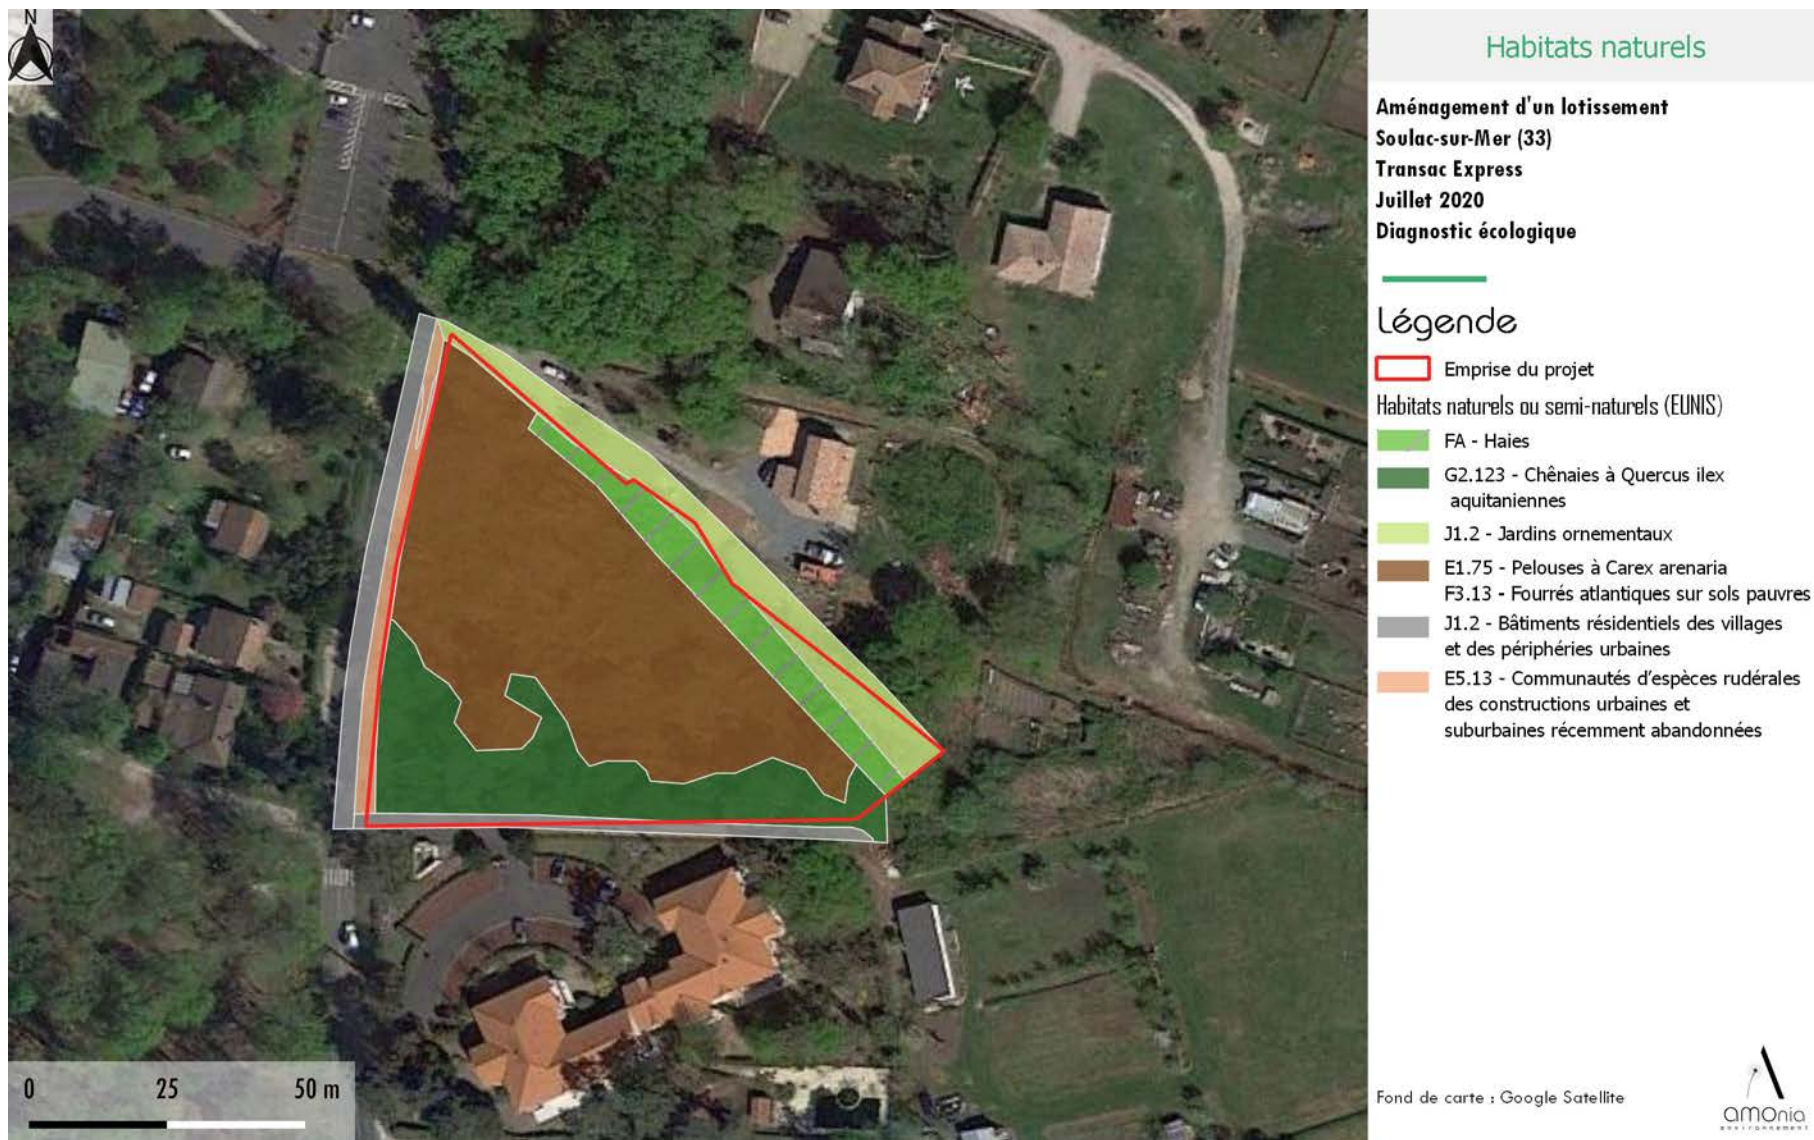 N
Habitats naturels
Aménagement d'un lotissement
Soulac-sur-Mer (33)
Transac Express
Juillet 2020
Diagnostic écologique
Légende
Emprise du projet
Habitats naturels ou semi-naturels (EUNIS)
FA - Haies
G2.123 - Chênaies à Quercus ilex
aquitaniennes
J1.2 - Jardins ornementaux
E1.75 - Pelouses à Carex arenaria
F3.13 - Fourrés atlantiques sur sols pauvres
J1.2 - Bâtiments résidentiels des villages
et des périphéries urbaines
E5.13 - Communautés d'espèces rudérales
des constructions urbaines et
suburbaines récemment abandonnées
0 25 50 m
Fond de carte : Google Satellite
amonia
environnement